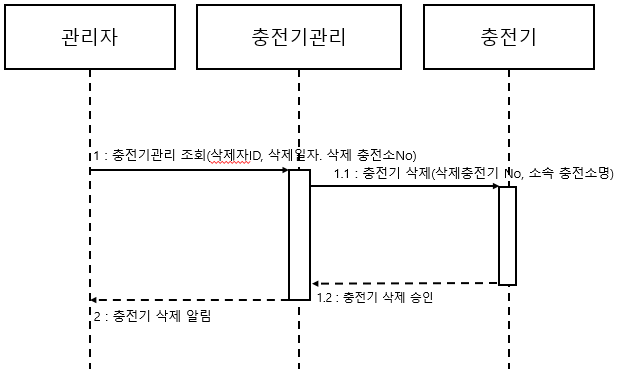 관리자
충전기관리
충전기
1 : 충전기관리 조회(삭제자ID, 삭제일자. 삭제 충전소No)
1.1 : 충전기 삭제(삭제충전기 No, 소속 충전소명)
1.2 : 충전기 삭제 승인
2 : 충전기 삭제 알림